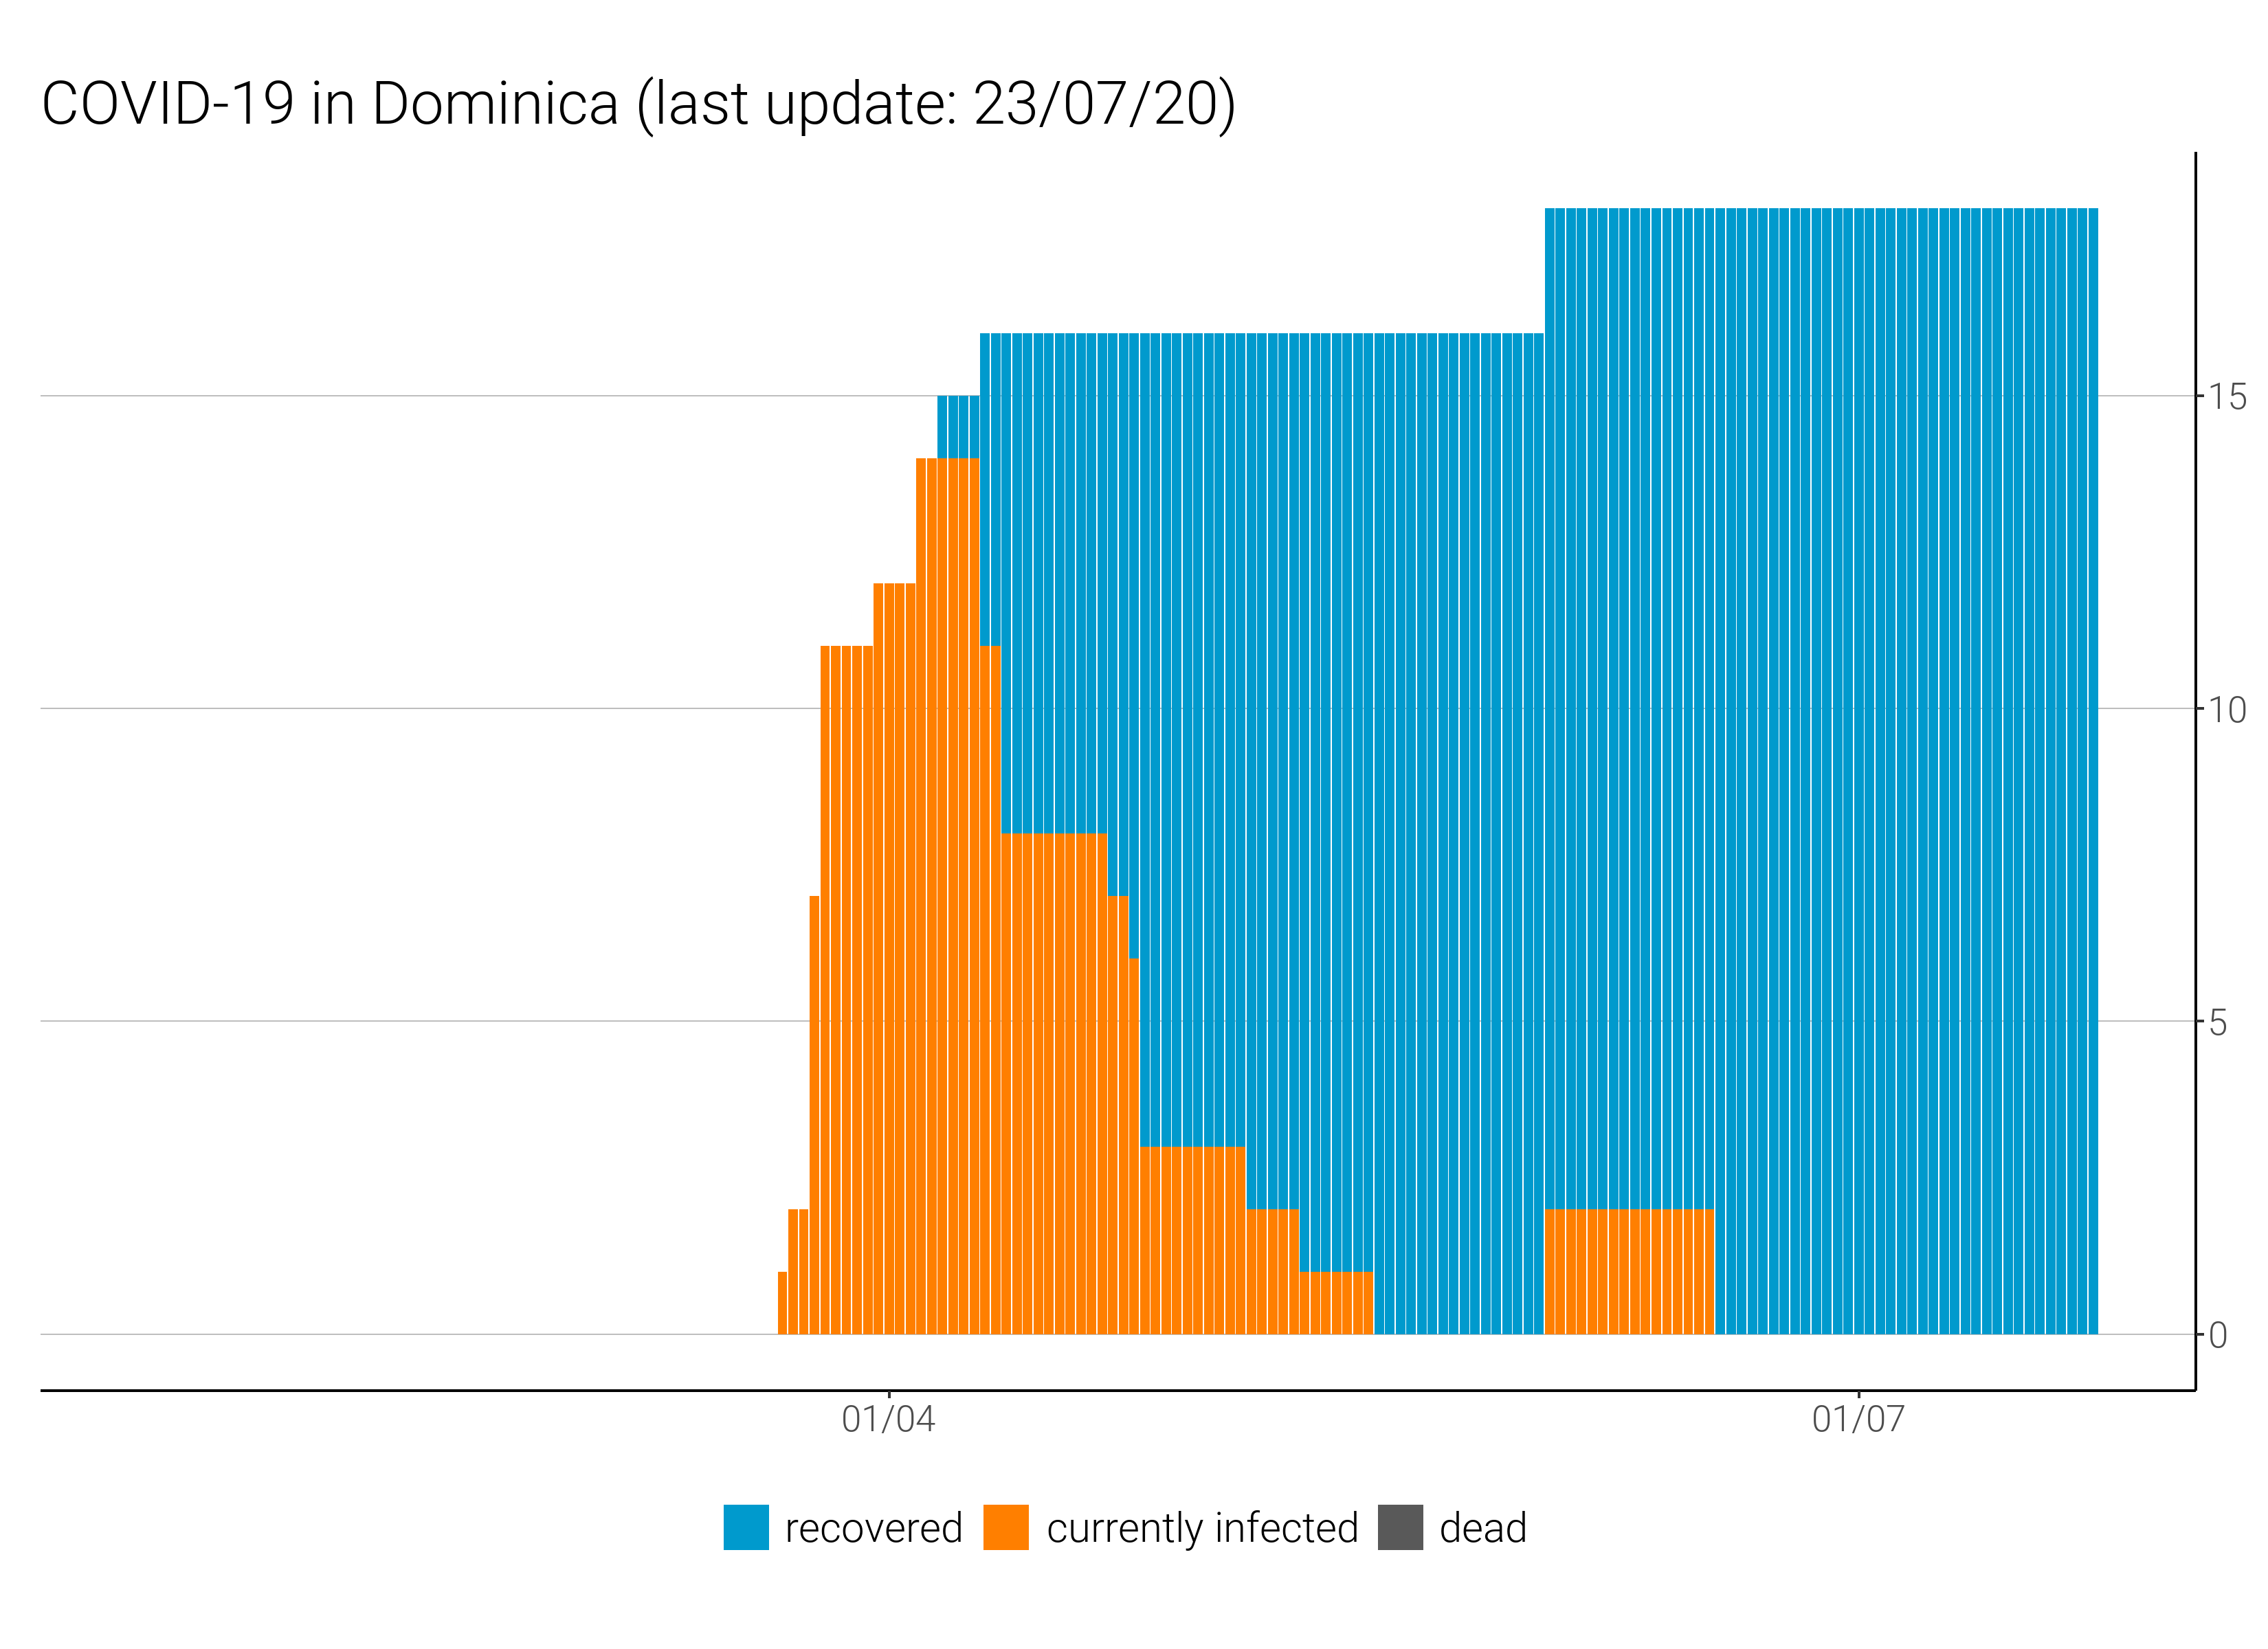 COVID-19 in Dominica (last update: 23/07/20)
15
10
5
0
01/04 01/07
recovered currently infected dead